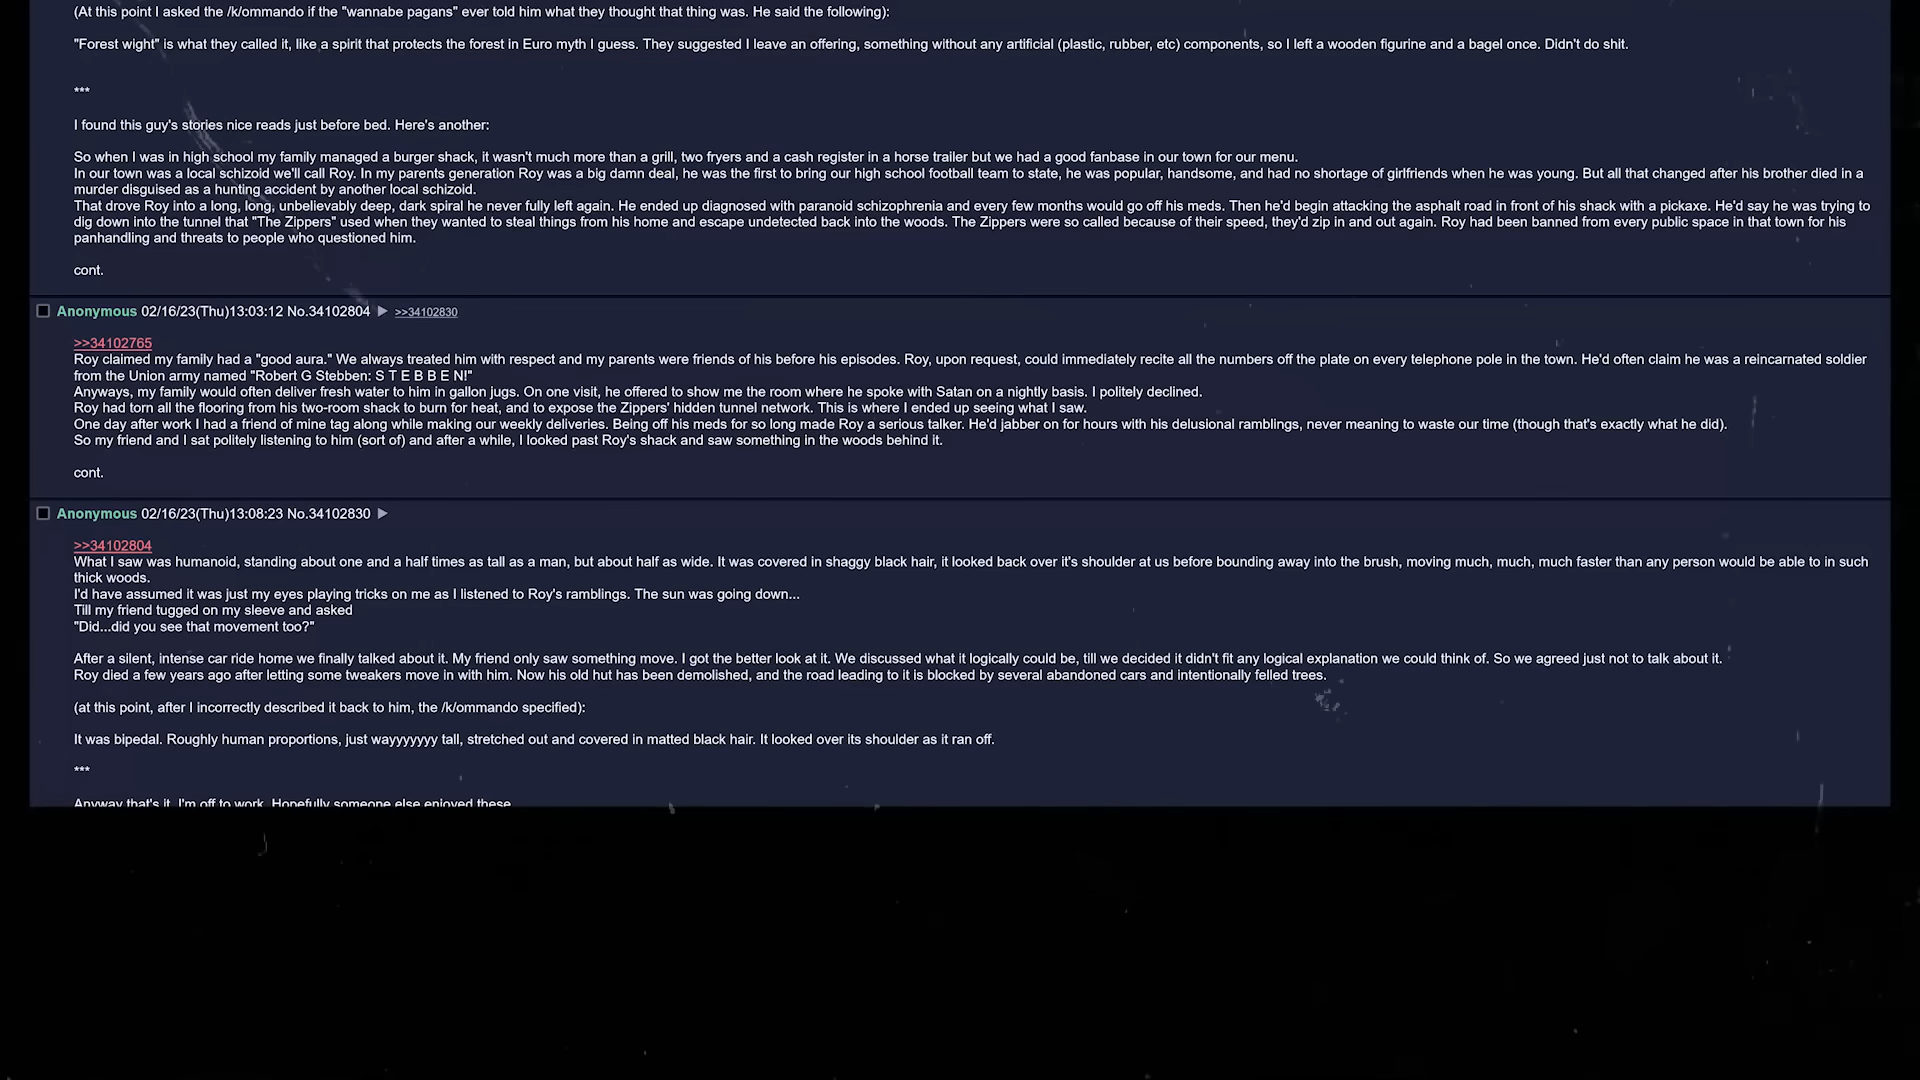 (At this point I asked the /k/ommando if the "wannabe pagans" ever told him what they thought that thing was. He said the following):
"Forest wight" is what they called it, like a spirit that protects the forest in Euro myth I guess. They suggested I leave an offering, something without any artificial (plastic, rubber, etc) components, so I left a wooden figurine and a bagel once. Didn't do shit.
***
I found this guy's stories nice reads just before bed. Here's another:
So when I was in high school my family managed a burger shack, it wasn't much more than a grill, two fryers and a cash register in a horse trailer but we had a good fanbase in our town for our menu.
In our town was a local schizoid we'll call Roy. In my parents generation Roy was a big damn deal, he was the first to bring our high school football team to state, he was popular, handsome, and had no shortage of girlfriends when he was young. But all that changed after his brother died in a
murder disguised as a hunting accident by another local schizoid.
That drove Roy into a long, long, unbelievably deep, dark spiral he never fully left again. He ended up diagnosed with paranoid schizophrenia and every few months would go off his meds. Then he'd begin attacking the asphalt road in front of his shack with a pickaxe. He'd say he was trying to
dig down into the tunnel that "The Zippers" used when they wanted to steal things from his home and escape undetected back into the woods. The Zippers were so called because of their speed, they'd zip in and out again. Roy had been banned from every public space in that town for his
panhandling and threats to people who questioned him.
cont.
Anonymous 02/16/23(Thu)13:03:12 No.34102804 ▶ >>34102830
>>34102765
Roy claimed my family had a "good aura." We always treated him with respect and my parents were friends of his before his episodes. Roy, upon request, could immediately recite all the numbers off the plate on every telephone pole in the town. He'd often claim he was a reincarnated soldier
from the Union army named "Robert G Stebben: S T E B B E N!"
Anyways, my family would often deliver fresh water to him in gallon jugs. On one visit, he offered to show me the room where he spoke with Satan on a nightly basis. I politely declined.
Roy had torn all the flooring from his two-room shack to burn for heat, and to expose the Zippers' hidden tunnel network. This is where I ended up seeing what I saw.
One day after work I had a friend of mine tag along while making our weekly deliveries. Being off his meds for so long made Roy a serious talker. He'd jabber on for hours with his delusional ramblings, never meaning to waste our time (though that's exactly what he did).
So my friend and I sat politely listening to him (sort of) and after a while, I looked past Roy's shack and saw something in the woods behind it.
cont.
Anonymous 02/16/23(Thu)13:08:23 No.34102830 ▶
>>34102804
What I saw was humanoid, standing about one and a half times as tall as a man, but about half as wide. It was covered in shaggy black hair, it looked back over it's shoulder at us before bounding away into the brush, moving much, much, much faster than any person would be able to in such
thick woods.
I'd have assumed it was just my eyes playing tricks on me as I listened to Roy's ramblings. The sun was going down...
Till my friend tugged on my sleeve and asked
"Did...did you see that movement too?"
After a silent, intense car ride home we finally talked about it. My friend only saw something move. I got the better look at it. We discussed what it logically could be, till we decided it didn't fit any logical explanation we could think of. So we agreed just not to talk about it.
Roy died a few years ago after letting some tweakers move in with him. Now his old hut has been demolished, and the road leading to it is blocked by several abandoned cars and intentionally felled trees.
(at this point, after I incorrectly described it back to him, the /k/ommando specified):
It was bipedal. Roughly human proportions, just wayyyyyyy tall, stretched out and covered in matted black hair. It looked over its shoulder as it ran off.
***
Anyway that's it. I'm off to work. Hopefully someone else enjoyed these.